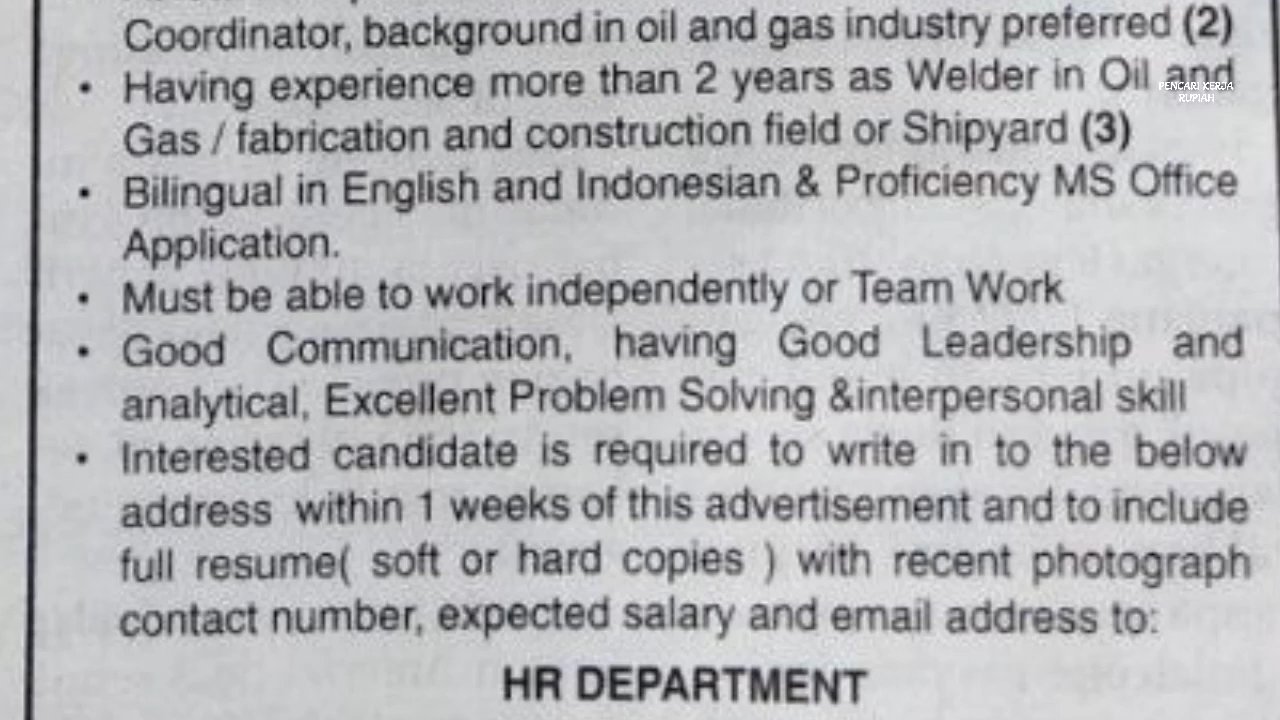 Coordinator, background in oil and gas industry preferred (2)
• Having experience more than 2 years as Welder in Oil and
Gas / fabrication and construction field or Shipyard (3)
• Bilingual in English and Indonesian & Proficiency MS Office
Application.
• Must be able to work independently or Team Work
• Good Communication, having Good Leadership and
analytical, Excellent Problem Solving &interpersonal skill
• Interested candidate is required to write in to the below
address within 1 weeks of this advertisement and to include
full resume( soft or hard copies ) with recent photograph
contact number, expected salary and email address to:
HR DEPARTMENT
PENCARI KERJA
RUPIAH